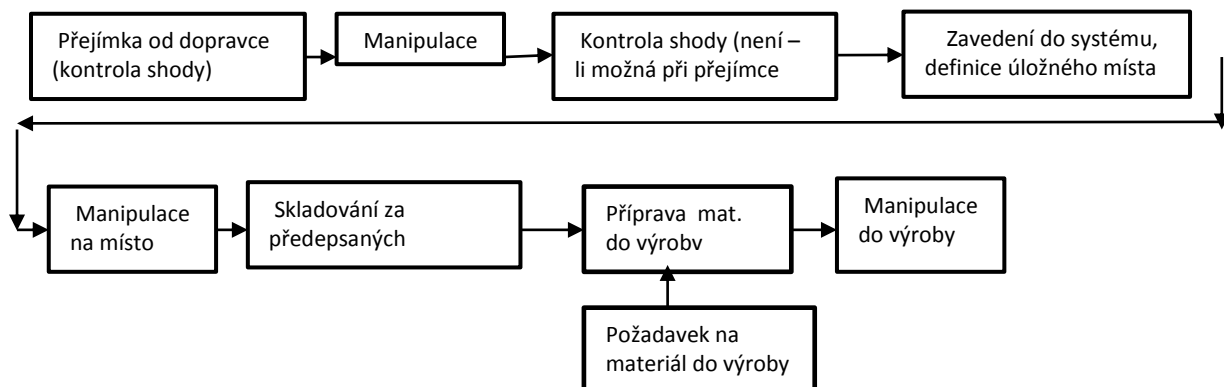 Přejímka od dopravce
(kontrola shody)
Manipulace
Kontrola shody (není –
li možná při přejímce
Zavedení do systému,
definice úložného místa
Manipulace
na místo
Skladování za
předepsaných
Příprava mat.
do výrobv
Manipulace
do výroby
Požadavek na
materiál do výroby